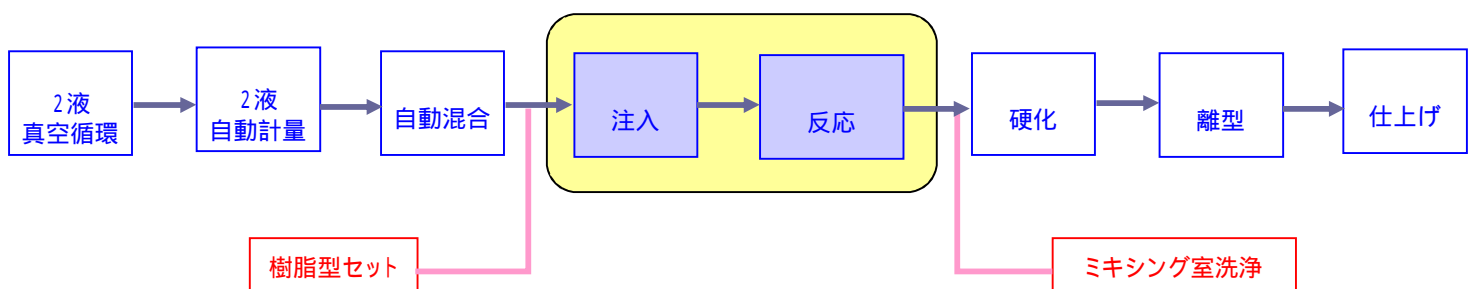 2液
真空循環
2液
自動計量
自動混合
注入
反応
硬化
離型
仕上げ
樹脂型セット
ミキシング室洗浄